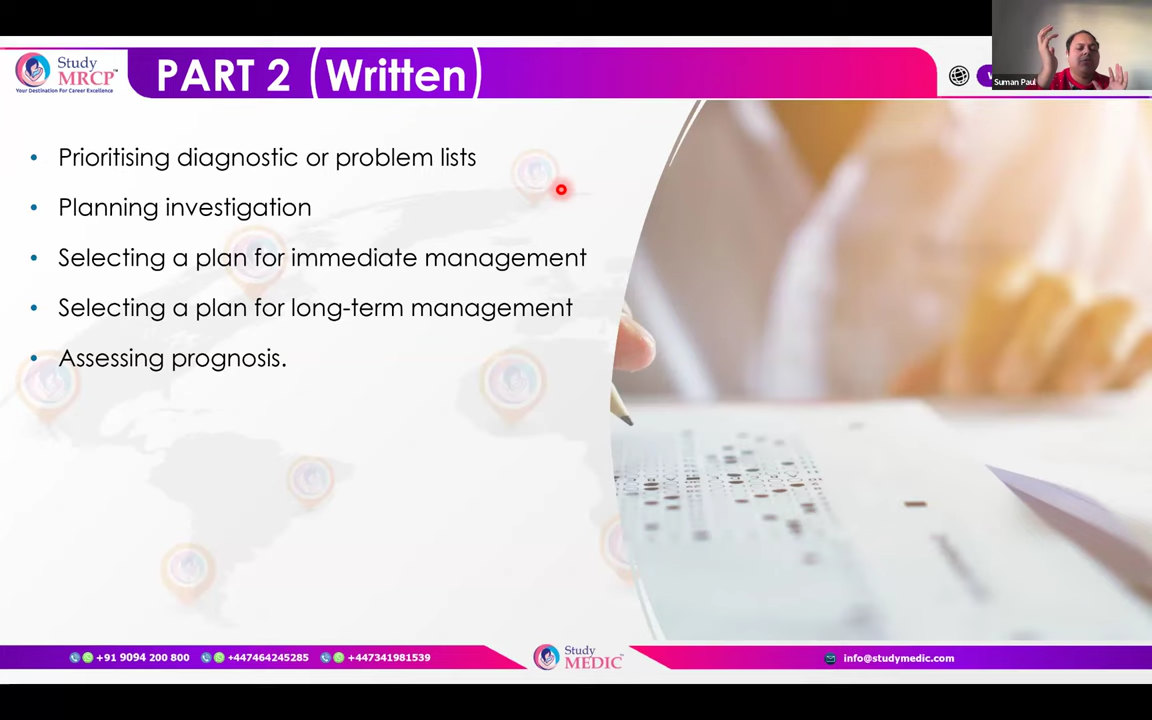 Study
MRCP™
Your Destination For Career Excellence
PART 2 (Written)
Suman Paul
• Prioritising diagnostic or problem lists
• Planning investigation
• Selecting a plan for immediate management
• Selecting a plan for long-term management
• Assessing prognosis.
+91 9094 200 800 +447464245285 +447341981539
Study
MEDIC™
info@studymedic.com